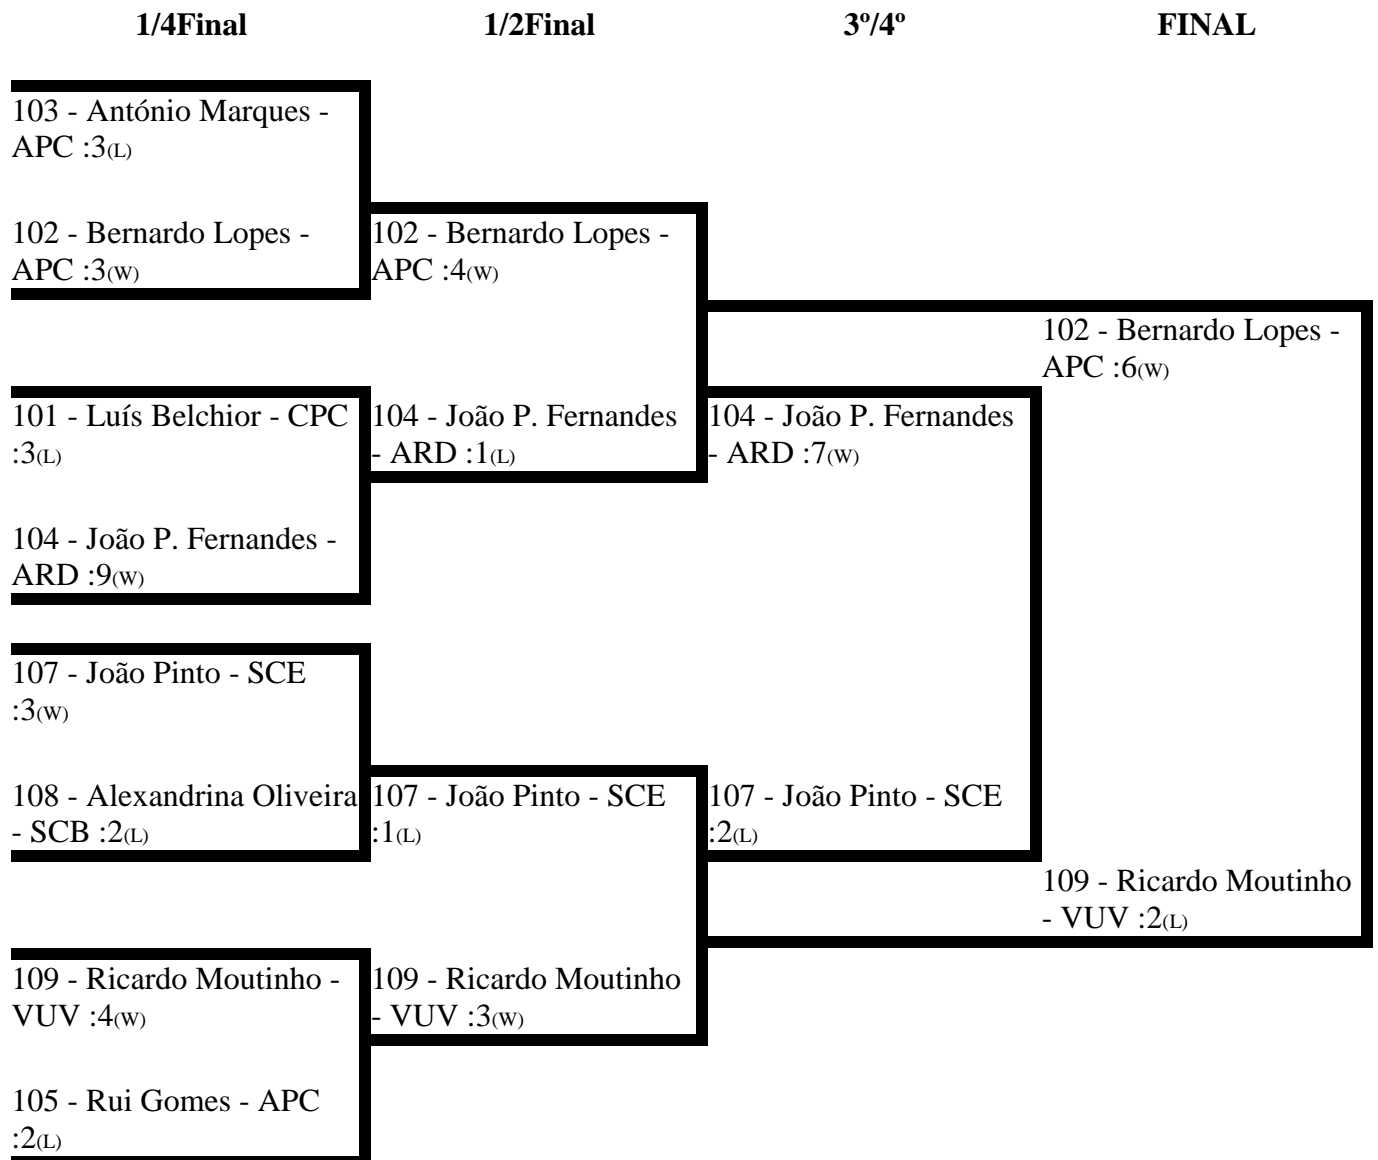 1/4Final 1/2Final 3º/4º FINAL
103 - António Marques -
APC :3(L)
102 - Bernardo Lopes -
APC :3(W)
102 - Bernardo Lopes -
APC :4(W)
102 - Bernardo Lopes -
APC :6(W)
101 - Luís Belchior - CPC
:3(L)
104 - João P. Fernandes
- ARD :1(L)
104 - João P. Fernandes
- ARD :7(W)
104 - João P. Fernandes -
ARD :9(W)
107 - João Pinto - SCE
:3(W)
108 - Alexandrina Oliveira
- SCB :2(L)
107 - João Pinto - SCE
:1(L)
107 - João Pinto - SCE
:2(L)
109 - Ricardo Moutinho
- VUV :2(L)
109 - Ricardo Moutinho -
VUV :4(W)
109 - Ricardo Moutinho
- VUV :3(W)
105 - Rui Gomes - APC
:2(L)